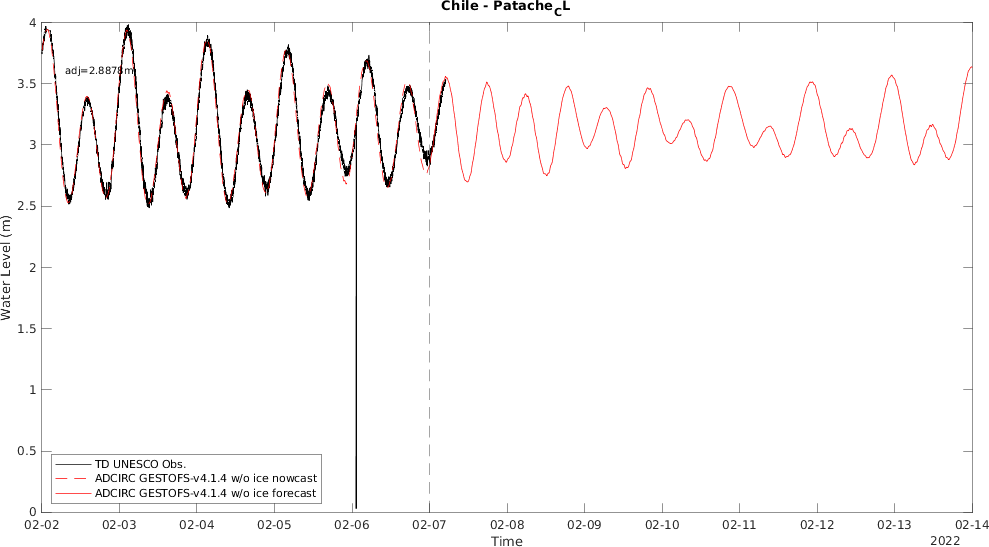 Chile - Patache_CL
4
3.5
3
2.5
2
1.5
1
0.5
0
Water Level (m)
adj=2.8878m
TD UNESCO Obs.
ADCIRC GESTOFS-v4.1.4 w/o ice nowcast
ADCIRC GESTOFS-v4.1.4 w/o ice forecast
02-02 02-03 02-04 02-05 02-06 02-07 02-08 02-09 02-10 02-11 02-12 02-13 02-14
Time
2022